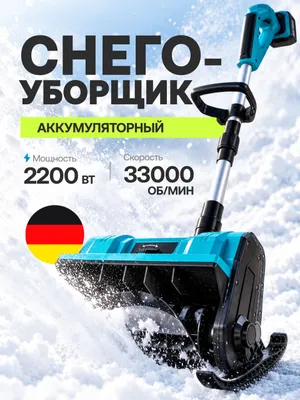 СНЕГО-
УБОРЩИК
АККУМУЛЯТОРНЫЙ
Мощность
2200 ВТ
Скорость
33000
ОБ/МИН